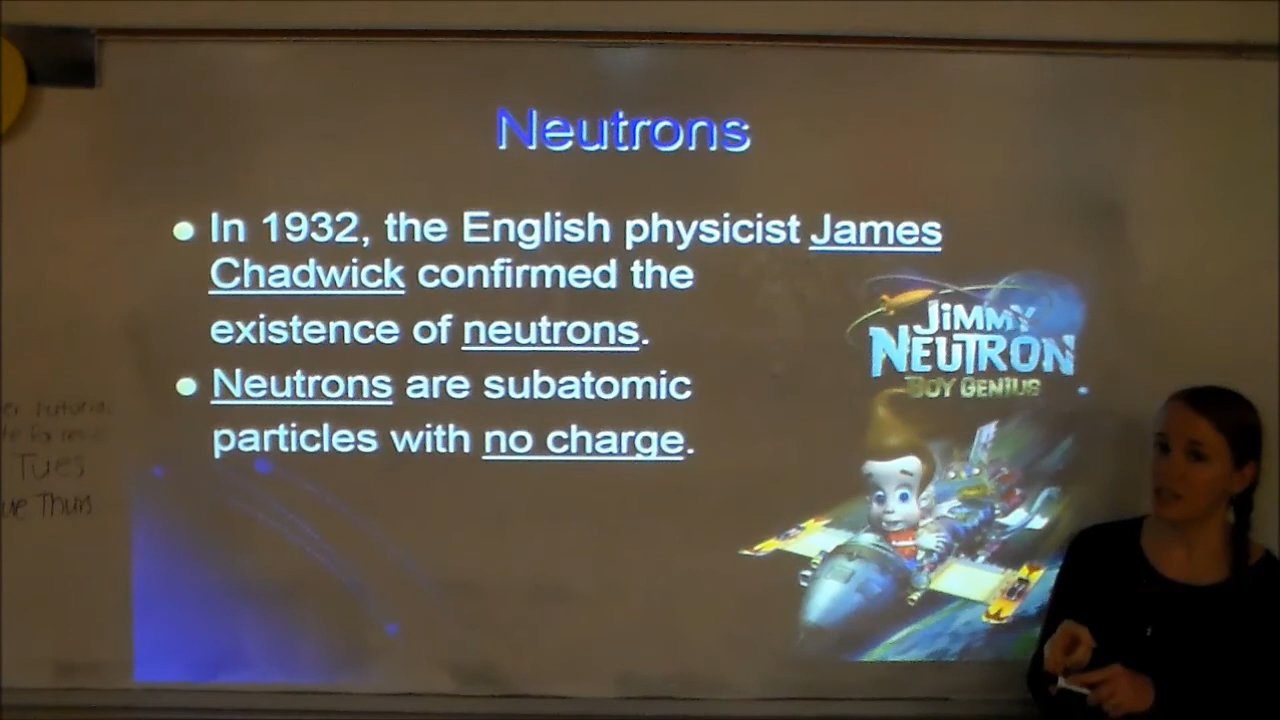 Neutrons
• In 1932, the English physicist James
Chadwick confirmed the
existence of neutrons.
• Neutrons are subatomic
particles with no charge.
JiMMY
NEUTRON
BOY GENIUS
Tues
Thurs